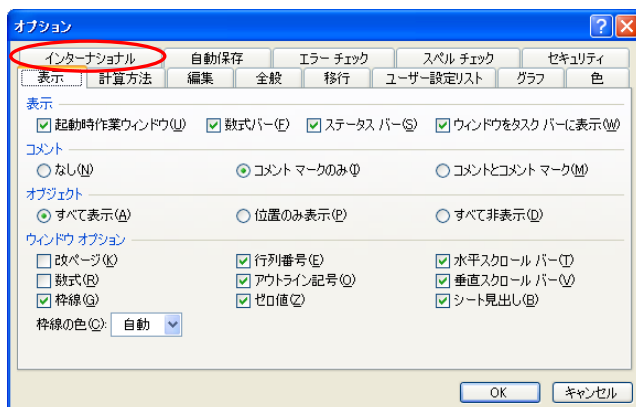 オプション
インターナショナル 自動保存 エラー チェック スペル チェック セキュリティ
表示 計算方法 編集 全般 移行 ユーザー設定リスト グラフ 色
表示
起動時作業ウィンドウ(U) 数式バー(F) ステータス バー(S) ウィンドウをタスク バーに表示(W)
コメント
なし(N) コメント マークのみ(I) コメントとコメント マーク(M)
オブジェクト
すべて表示(A) 位置のみ表示(P) すべて非表示(D)
ウィンドウ オプション
改ページ(K) 行列番号(E) 水平スクロール バー(T)
数式(R) アウトライン記号(O) 垂直スクロール バー(V)
枠線(G) ゼロ値(Z) シート見出し(B)
枠線の色(C): 自動
OK キャンセル